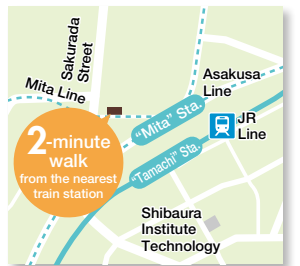 Sakurada
Street
Mita Line
Asakusa
Line
"Mita" Sta.
JR
Line
2-minute
walk
from the nearest
train station
"Tamachi" Sta.
Shibaura
Institute
Technology